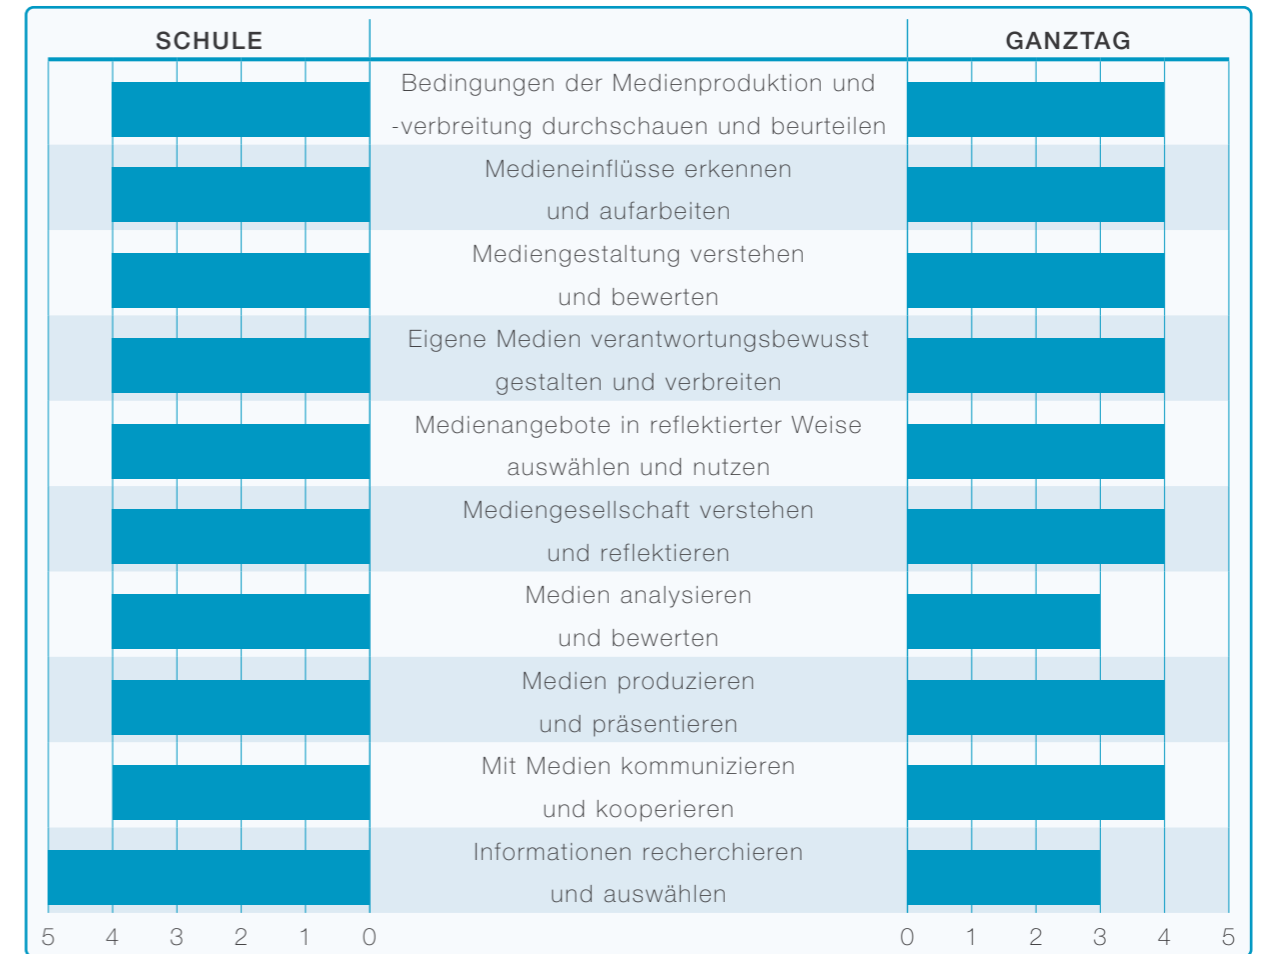 SCHULE GANZTAG
Bedingungen der Medienproduktion und
-verbreitung durchschauen und beurteilen
Medieneinflüsse erkennen
und aufarbeiten
Mediengestaltung verstehen
und bewerten
Eigene Medien verantwortungsbewusst
gestalten und verbreiten
Medienangebote in reflektierter Weise
auswählen und nutzen
Mediengesellschaft verstehen
und reflektieren
Medien analysieren
und bewerten
Medien produzieren
und präsentieren
Mit Medien kommunizieren
und kooperieren
Informationen recherchieren
und auswählen
5 4 3 2 1 0 0 1 2 3 4 5